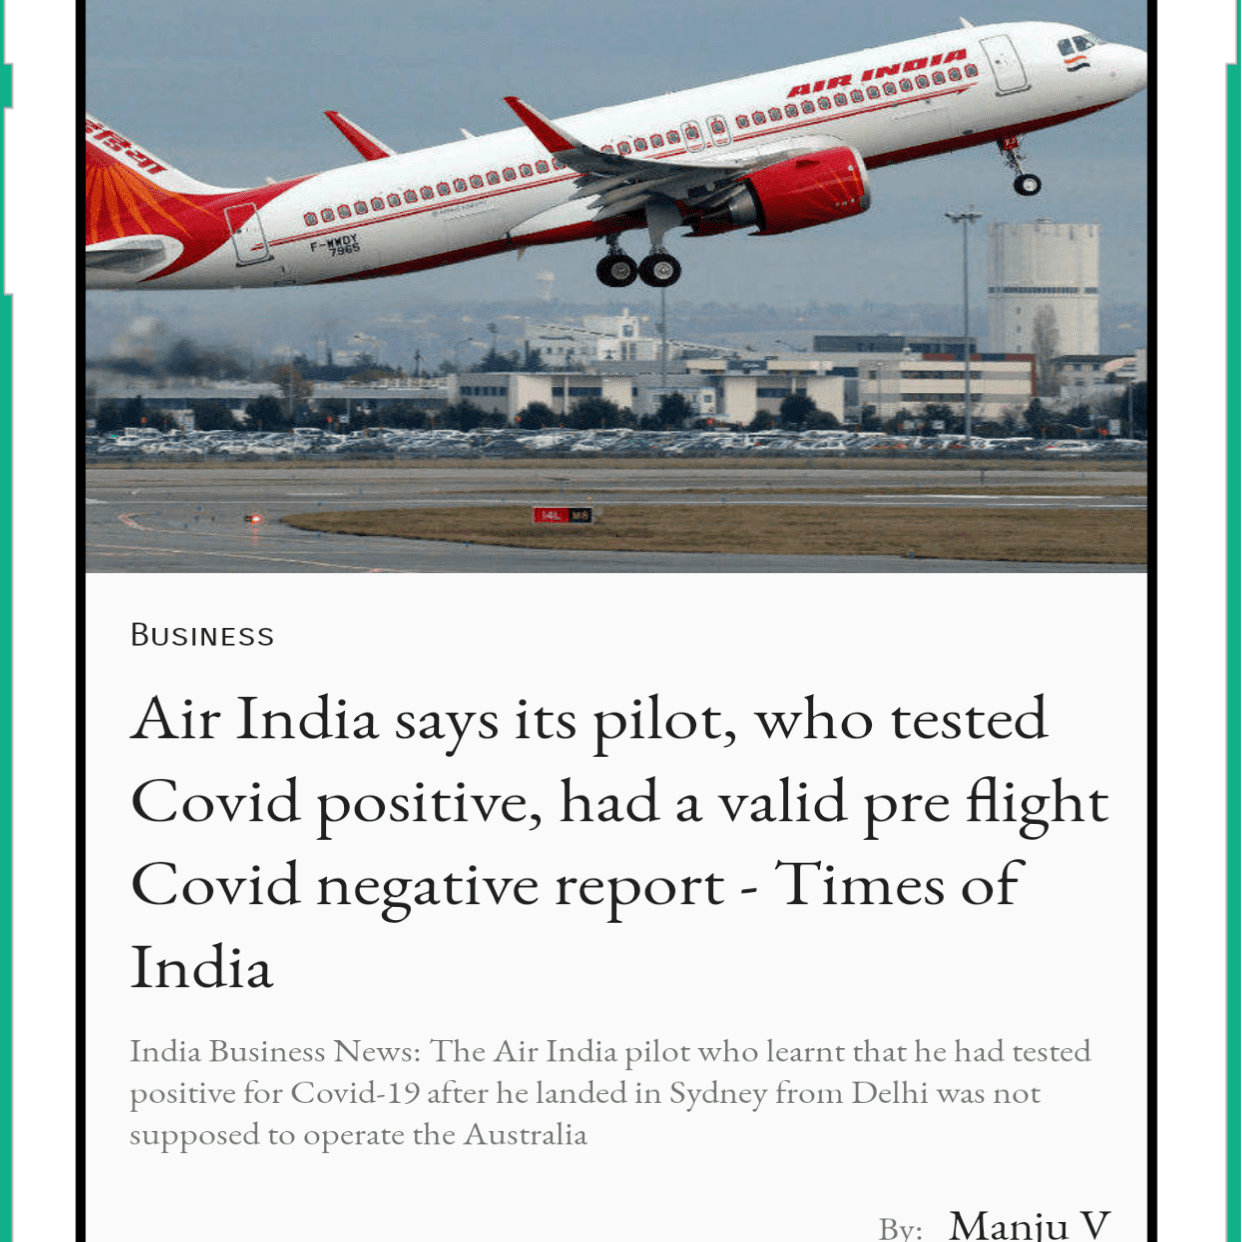 AIR INDIA
इंडिया
F-WWDY
7965
14L W8
Business
Air India says its pilot, who tested
Covid positive, had a valid pre flight
Covid negative report - Times of
India
India Business News: The Air India pilot who learnt that he had tested
positive for Covid-19 after he landed in Sydney from Delhi was not
supposed to operate the Australia
By: Manju V